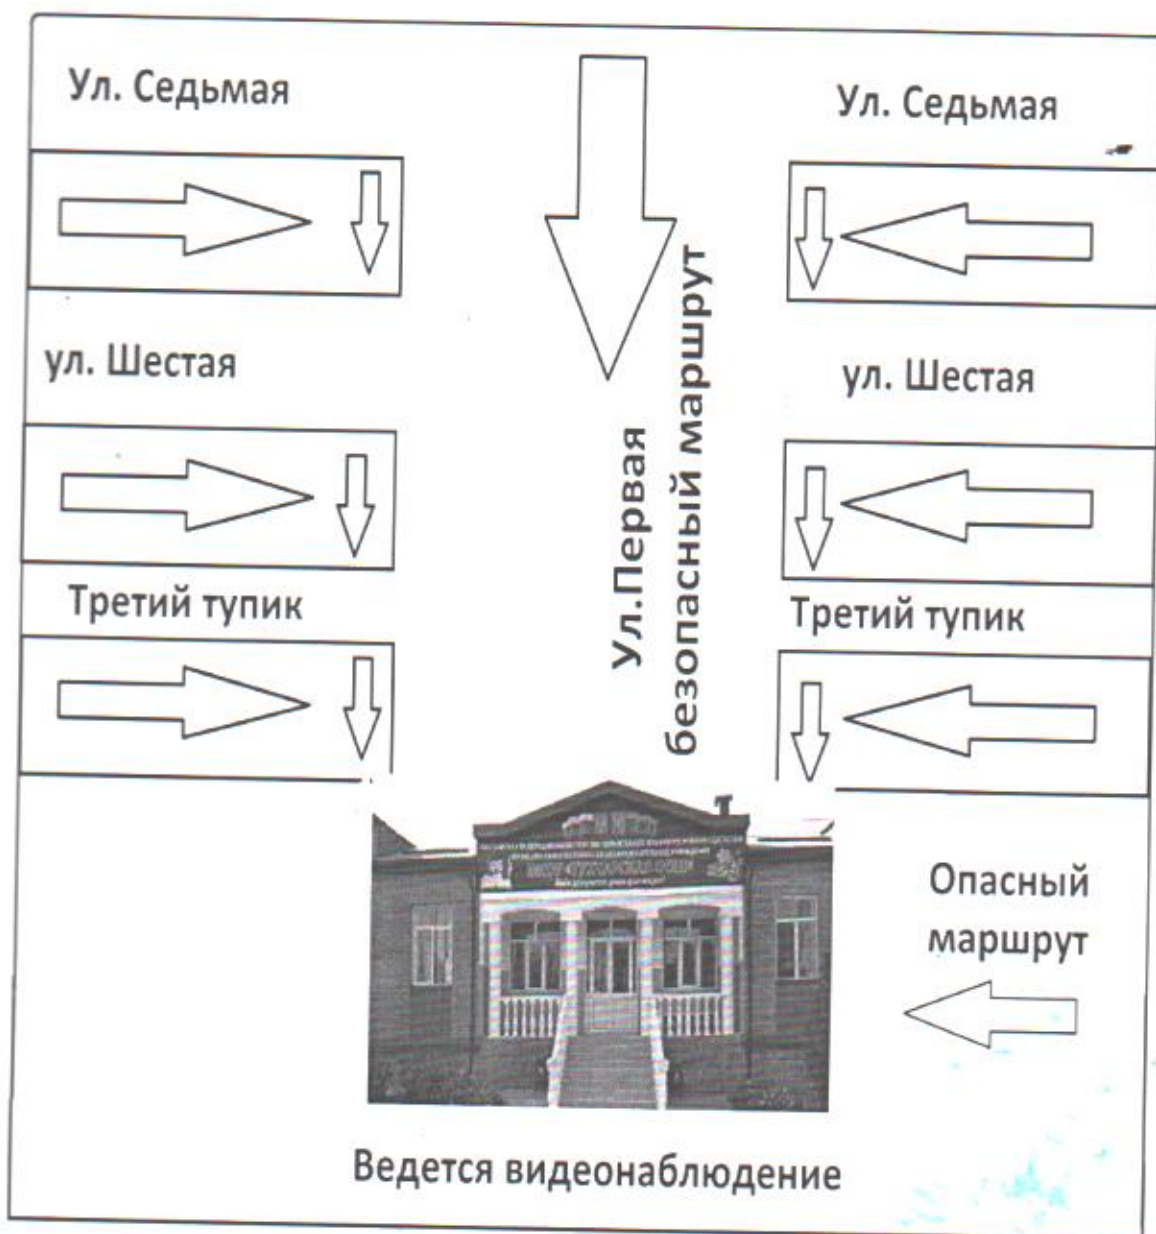 Ул. Седьмая
Ул. Седьмая
ул. Шестая
ул. Шестая
Третий тупик
Третий тупик
Ул.Первая
безопасный маршрут
Опасный
маршрут
Ведется видеонаблюдение